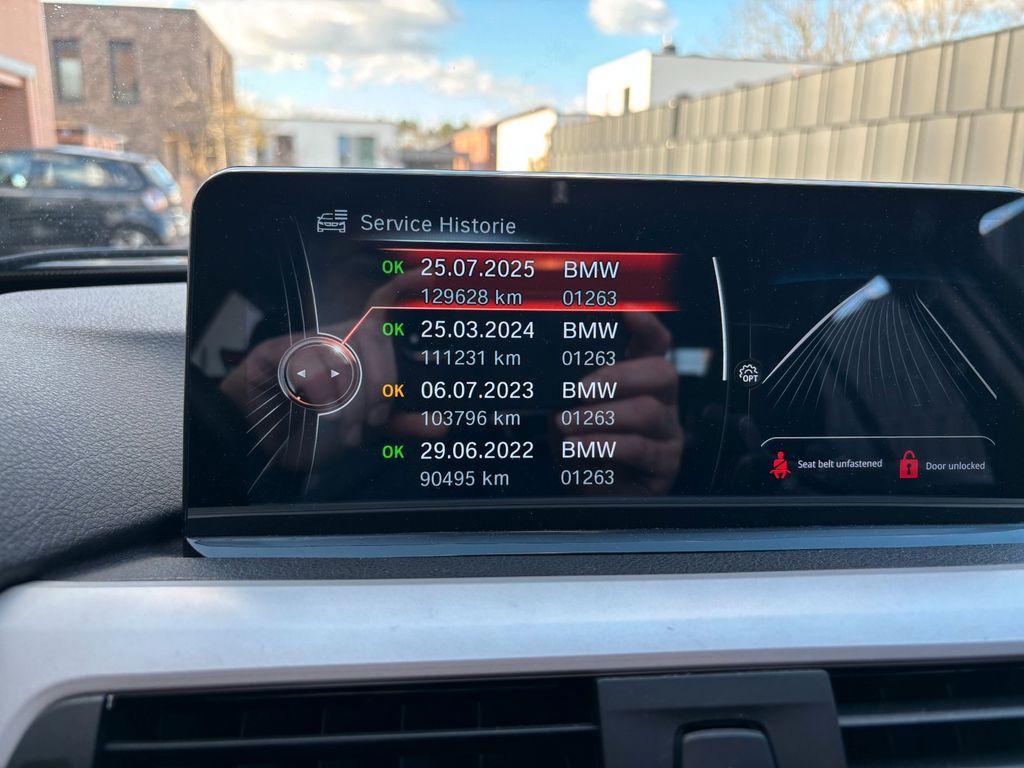 Service Historie
OK 25.07.2025 BMW
129628 km 01263
OK 25.03.2024 BMW
111231 km 01263
OK 06.07.2023 BMW
103796 km 01263
OK 29.06.2022 BMW
90495 km 01263
OPT
Seat belt unfastened
Door unlocked